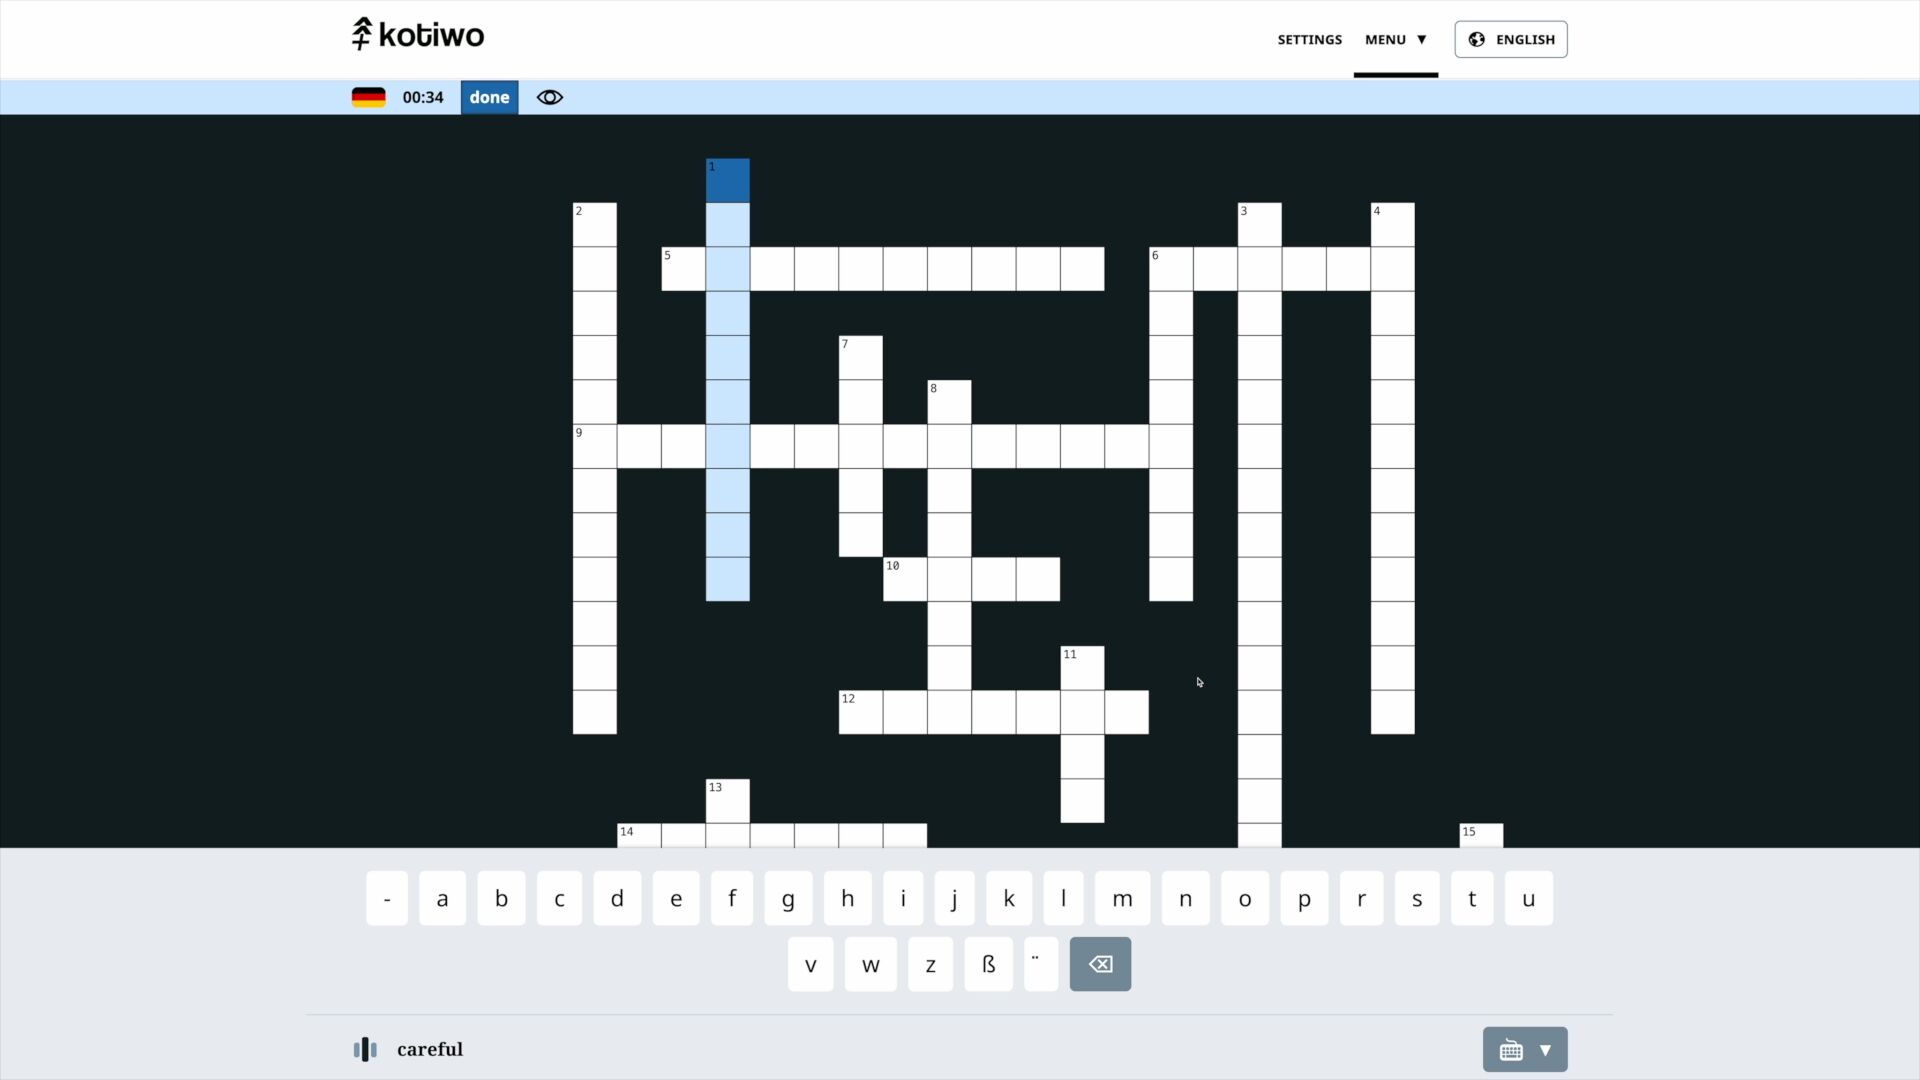 kotiwo
SETTINGS MENU ▼ ENGLISH
00:34 done
1
2 3 4
5 6
7
8
9
10
11
12
13
14 15
- a b c d e f g h i j k l m n o p r s t u
v w z ß ¨
careful ▼